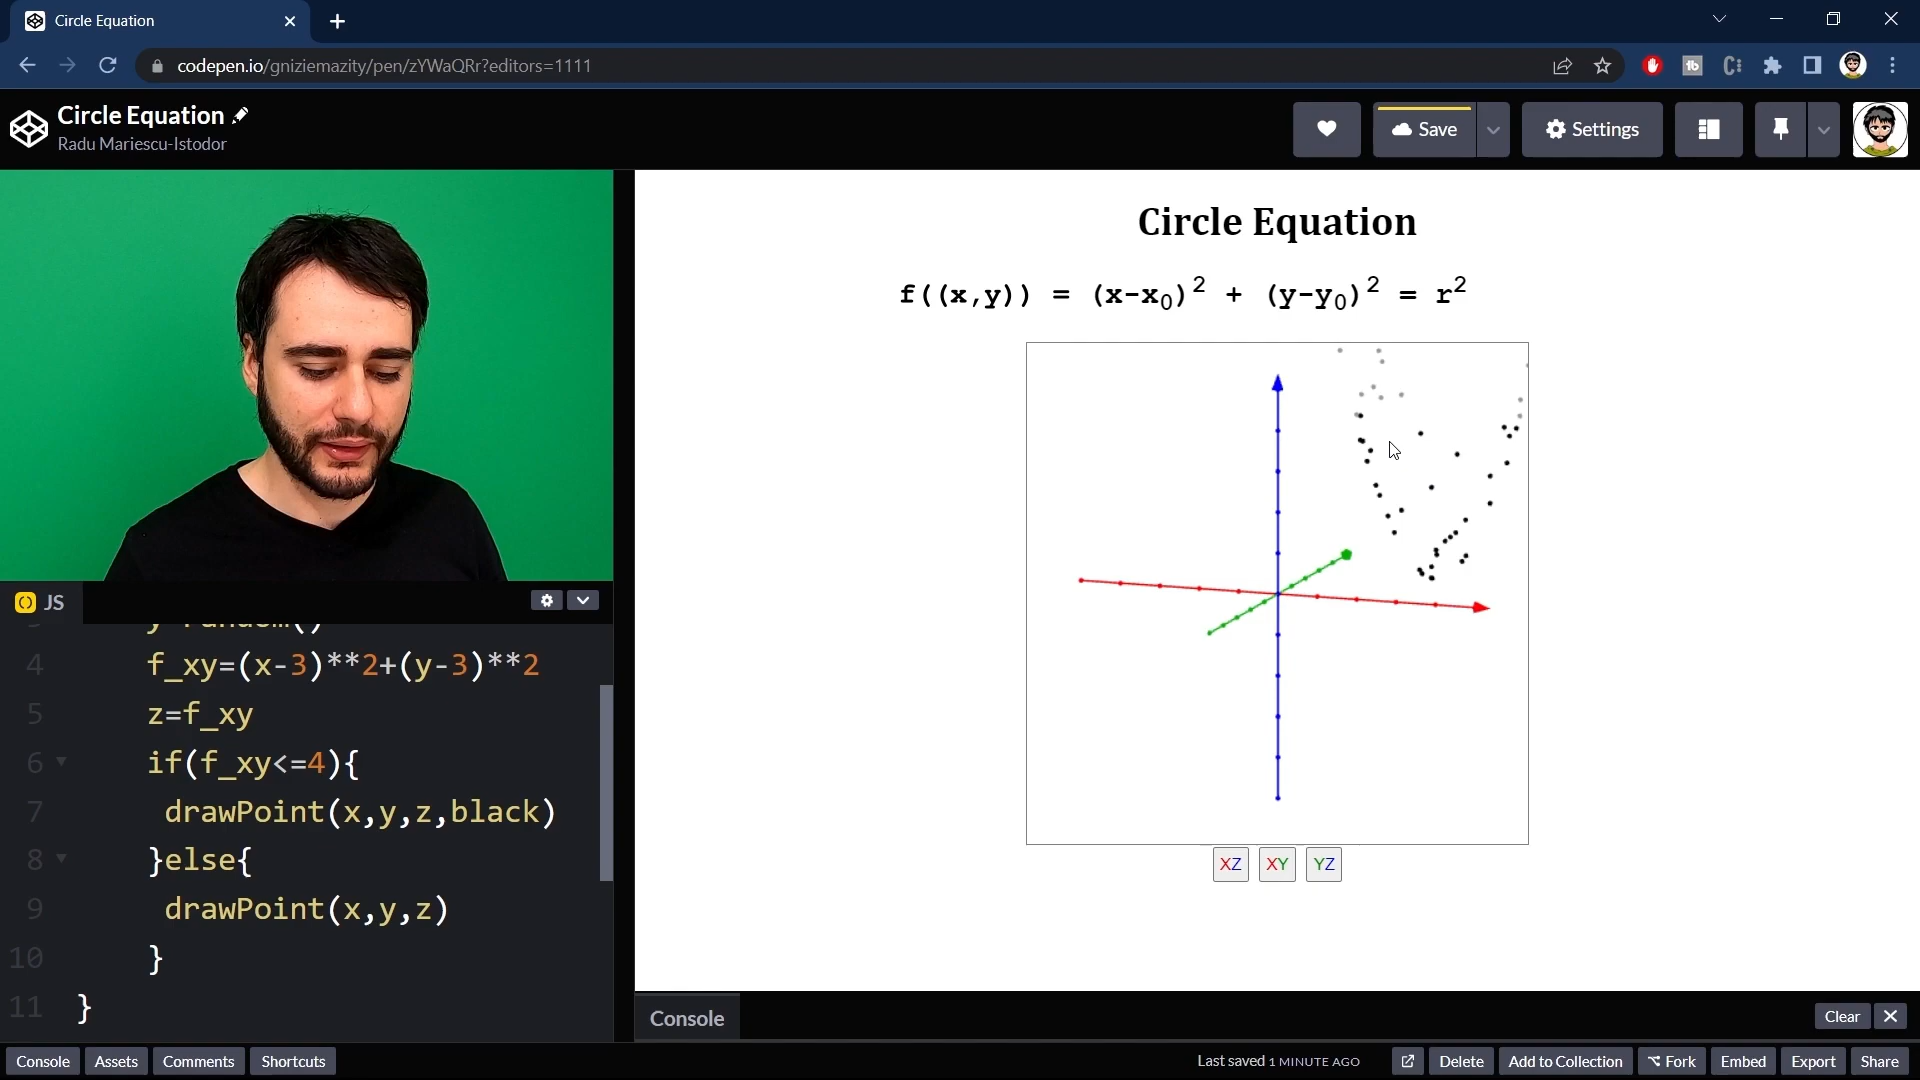 Circle Equation
codepen.io/gniziemazity/pen/zYWaQRr?editors=1111
Circle Equation
Radu Mariescu-Istodor
Save
Settings
Circle Equation
f((x,y)) = (x-x₀)² + (y-y₀)² = r²
JS
4 f_xy=(x-3)**2+(y-3)**2
5 z=f_xy
6 if(f_xy<=4){
7 drawPoint(x,y,z,black)
8 }else{
9 drawPoint(x,y,z)
10 }
11 }
XZ XY YZ
Console
Clear
Console Assets Comments Shortcuts
Last saved 1 MINUTE AGO
Delete Add to Collection Fork Embed Export Share